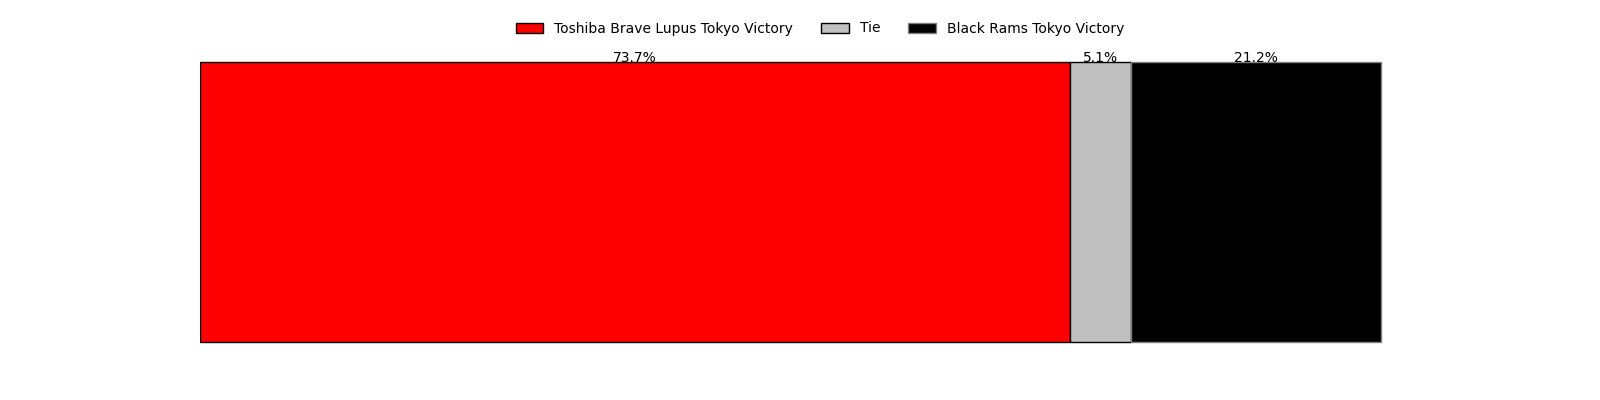 Toshiba Brave Lupus Tokyo Victory Tie Black Rams Tokyo Victory
73.7% 5.1% 21.2%